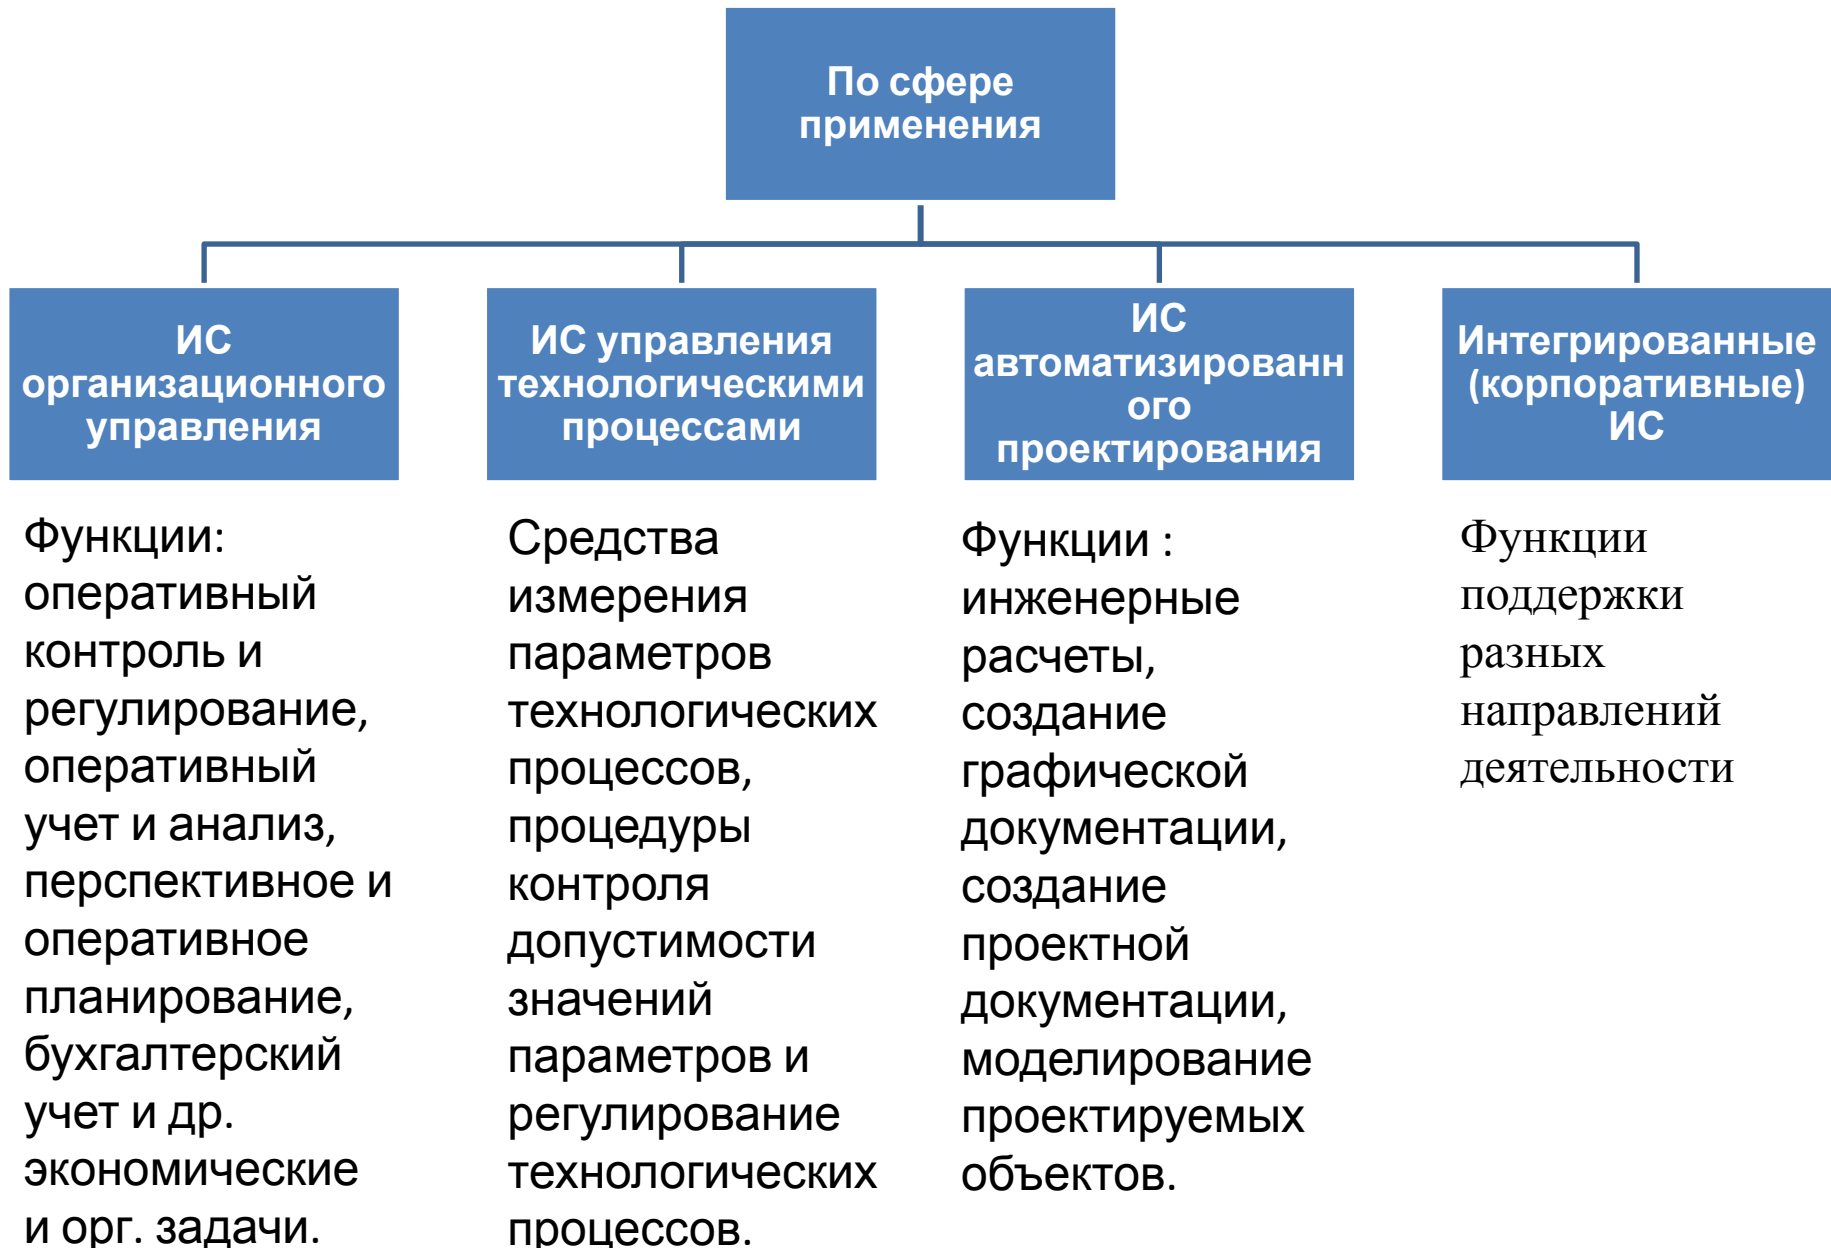 По сфере
применения
ИС
организационного
управления
ИС управления
технологическими
процессами
ИС
автоматизированн
ого
проектирования
Интегрированные
(корпоративные)
ИС
Функции:
оперативный
контроль и
регулирование,
оперативный
учет и анализ,
перспективное и
оперативное
планирование,
бухгалтерский
учет и др.
экономические
и орг. задачи.
Средства
измерения
параметров
технологических
процессов,
процедуры
контроля
допустимости
значений
параметров и
регулирование
технологических
процессов.
Функции :
инженерные
расчеты,
создание
графической
документации,
создание
проектной
документации,
моделирование
проектируемых
объектов.
Функции
поддержки
разных
направлений
деятельности